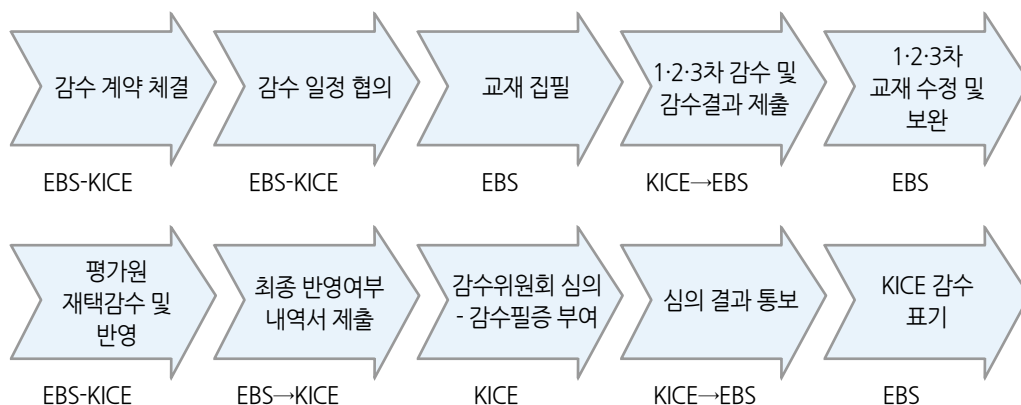 감수 계약 체결
감수 일정 협의
교재 집필
1·2·3차 감수 및
감수결과 제출
1·2·3차
교재 수정 및
보완
EBS-KICE
EBS-KICE
EBS
KICE→EBS
EBS
평가원
재택감수 및
반영
최종 반영여부
내역서 제출
감수위원회 심의
- 감수필증 부여
심의 결과 통보
KICE 감수
표기
EBS-KICE
EBS→KICE
KICE
KICE→EBS
EBS